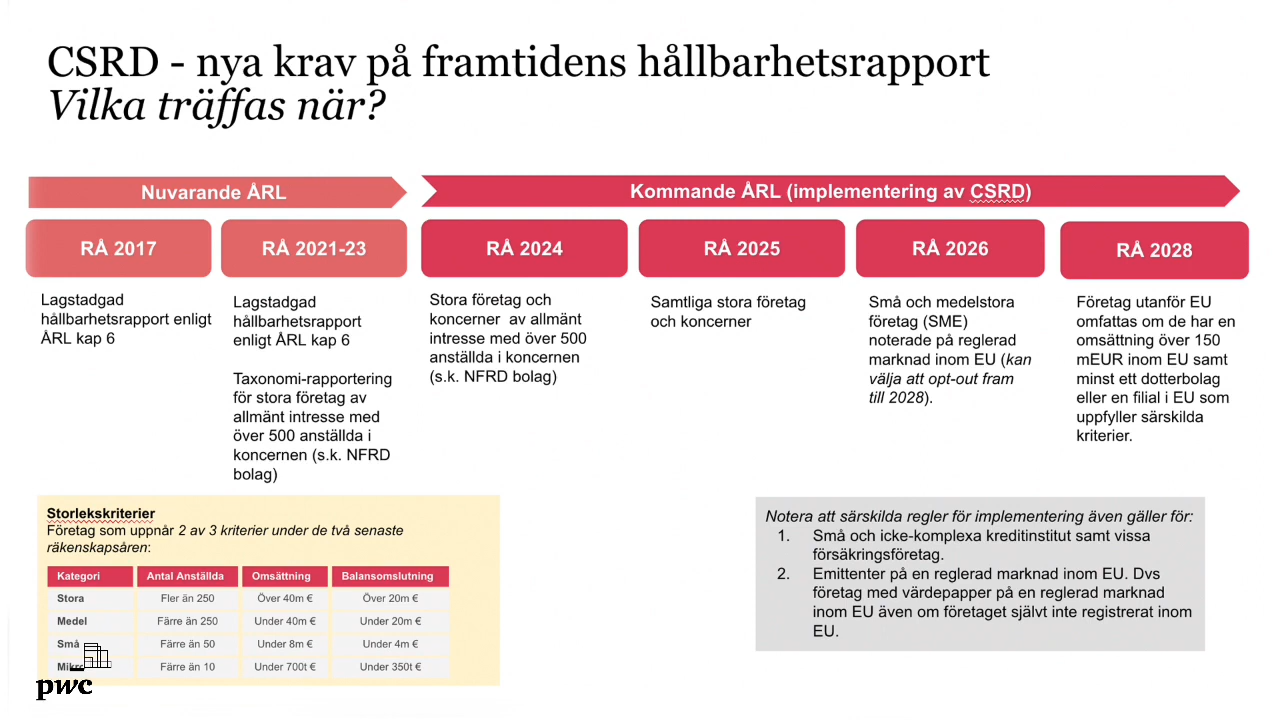 CSRD - nya krav på framtidens hållbarhetsrapport
Vilka träffas när?
Nuvarande ÅRL
Kommande ÅRL (implementering av CSRD)
RÅ 2017
RÅ 2021-23
RÅ 2024
RÅ 2025
RÅ 2026
RÅ 2028
Lagstadgad
hållbarhetsrapport enligt
ÅRL kap 6
Lagstadgad
hållbarhetsrapport
enligt ÅRL kap 6
Taxonomi-rapportering
för stora företag av
allmänt intresse med
över 500 anställda i
koncernen (s.k. NFRD
bolag)
Stora företag och
koncerner av allmänt
intresse med över 500
anställda i koncernen
(s.k. NFRD bolag)
Samtliga stora företag
och koncerner
Små och medelstora
företag (SME)
noterade på reglerad
marknad inom EU (kan
välja att opt-out fram
till 2028).
Företag utanför EU
omfattas om de har en
omsättning över 150
mEUR inom EU samt
minst ett dotterbolag
eller en filial i EU som
uppfyller särskilda
kriterier.
Storlekskriterier
Företag som uppnår 2 av 3 kriterier under de två senaste
räkenskapsåren:
Kategori Antal Anställda Omsättning Balansomslutning
Stora Fler än 250 Över 40m € Över 20m €
Medel Färre än 250 Under 40m € Under 20m €
Små Färre än 50 Under 8m € Under 4m €
Mikro Färre än 10 Under 700t € Under 350t €
pwc
Notera att särskilda regler för implementering även gäller för:
1. Små och icke-komplexa kreditinstitut samt vissa
försäkringsföretag.
2. Emittenter på en reglerad marknad inom EU. Dvs
företag med värdepapper på en reglerad marknad
inom EU även om företaget självt inte registrerat inom
EU.